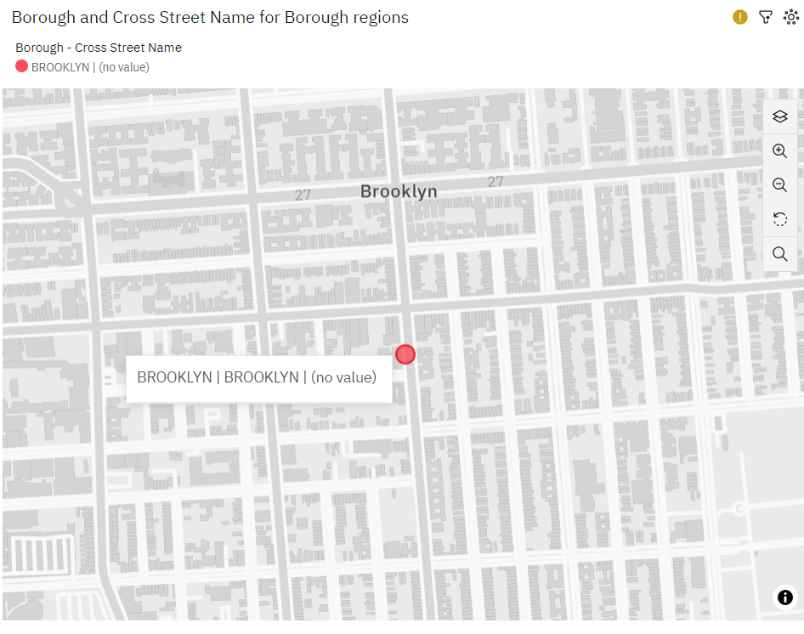 Borough and Cross Street Name for Borough regions
Borough - Cross Street Name
BROOKLYN | (no value)
27
Brooklyn
27
BROOKLYN | BROOKLYN | (no value)